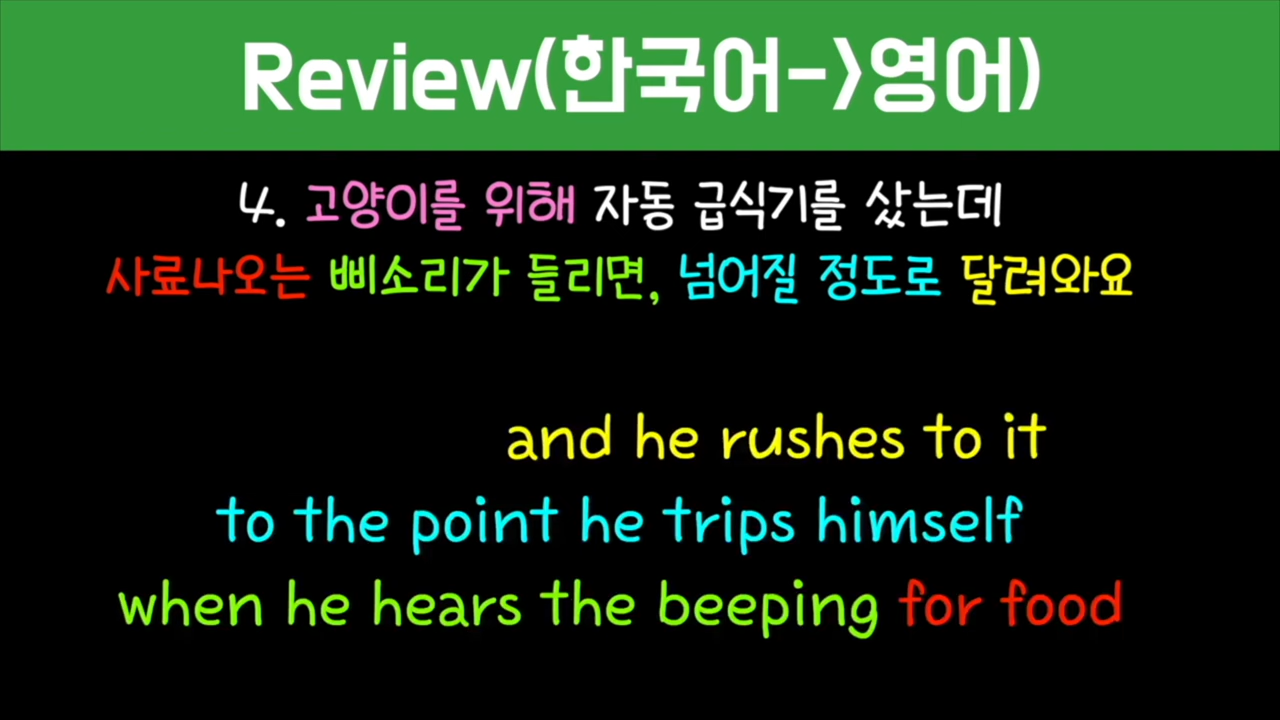 Review(한국어->영어)
4. 고양이를 위해 자동 급식기를 샀는데
사료나오는 삐소리가 들리면, 넘어질 정도로 달려와요
and he rushes to it
to the point he trips himself
when he hears the beeping for food